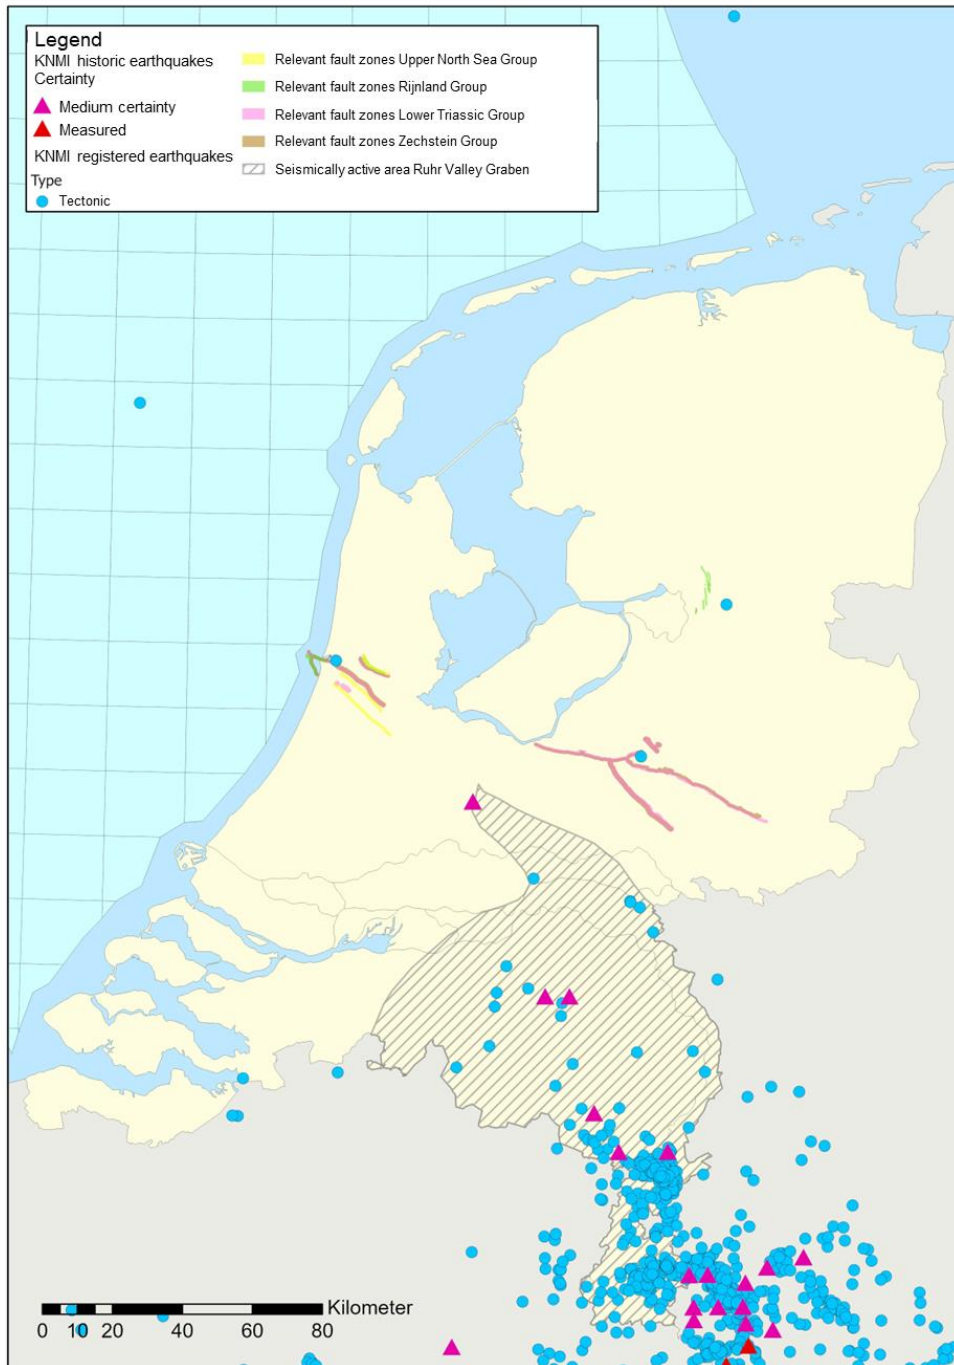 Legend
KNMI historic earthquakes
Certainty
Medium certainty
Measured
KNMI registered earthquakes
Type
Tectonic
Relevant fault zones Upper North Sea Group
Relevant fault zones Rijnland Group
Relevant fault zones Lower Triassic Group
Relevant fault zones Zechstein Group
Seismically active area Ruhr Valley Graben
Kilometer
0 10 20 40 60 80